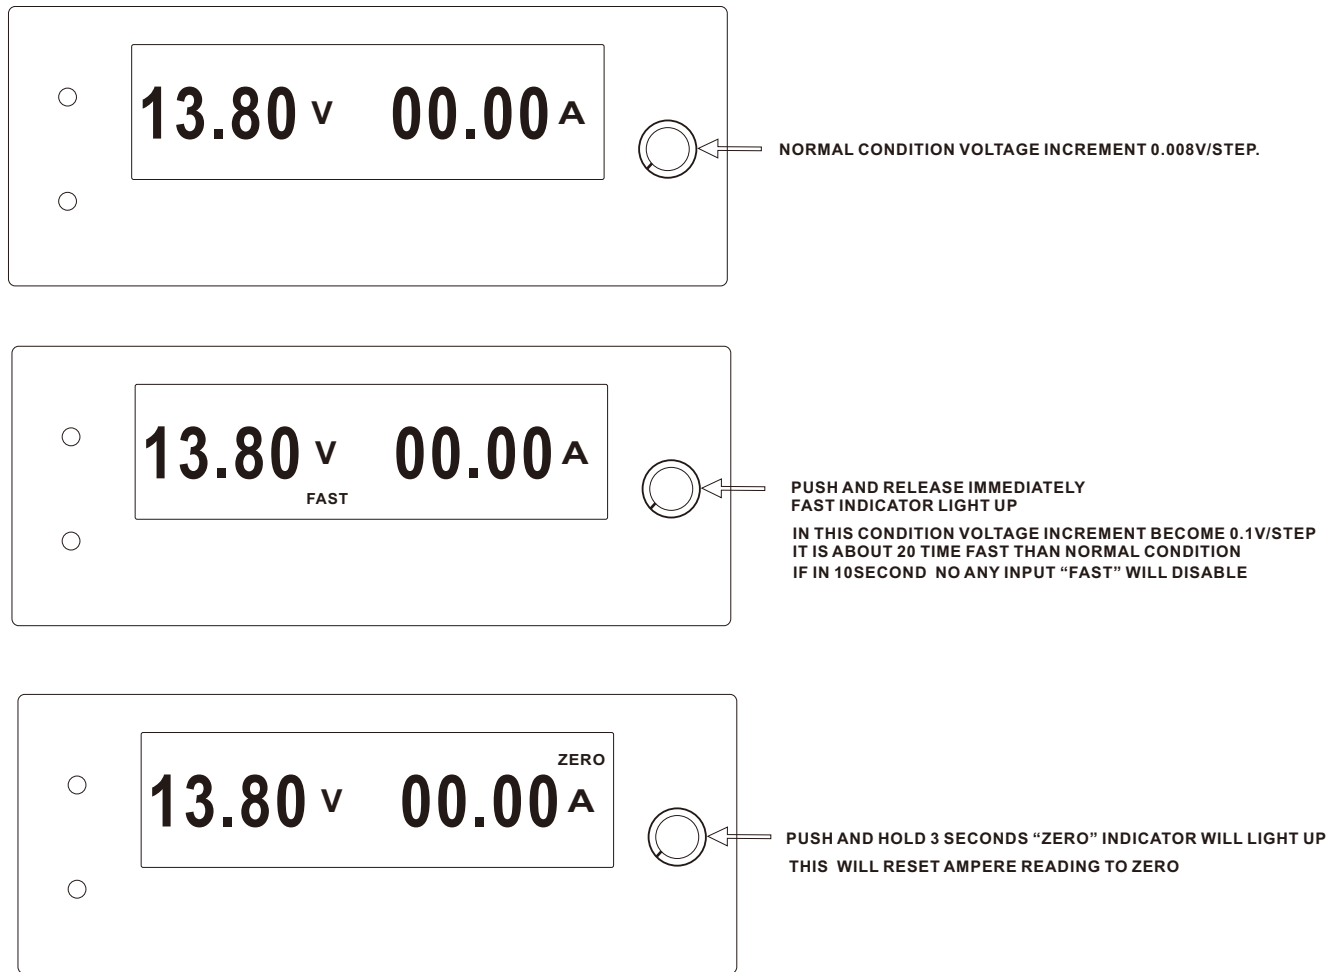 13.80 V 00.00 A
NORMAL CONDITION VOLTAGE INCREMENT 0.008V/STEP.
13.80 V 00.00 A
FAST
PUSH AND RELEASE IMMEDIATELY
FAST INDICATOR LIGHT UP
IN THIS CONDITION VOLTAGE INCREMENT BECOME 0.1V/STEP
IT IS ABOUT 20 TIME FAST THAN NORMAL CONDITION
IF IN 10SECOND NO ANY INPUT “FAST” WILL DISABLE
ZERO
13.80 V 00.00 A
PUSH AND HOLD 3 SECONDS “ZERO” INDICATOR WILL LIGHT UP
THIS WILL RESET AMPERE READING TO ZERO